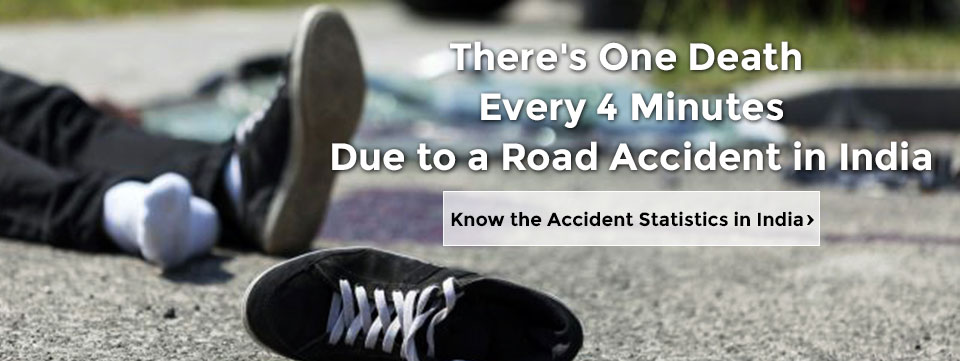 There's One Death
Every 4 Minutes
Due to a Road Accident in India
Know the Accident Statistics in India›